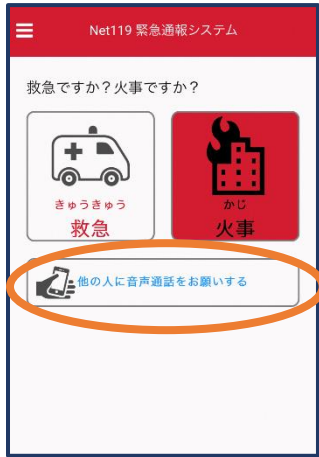 Net119 緊急通報システム
救急ですか？火事ですか？
きゅうきゅう
救急
かじ
火事
他の人に音声通話をお願いする